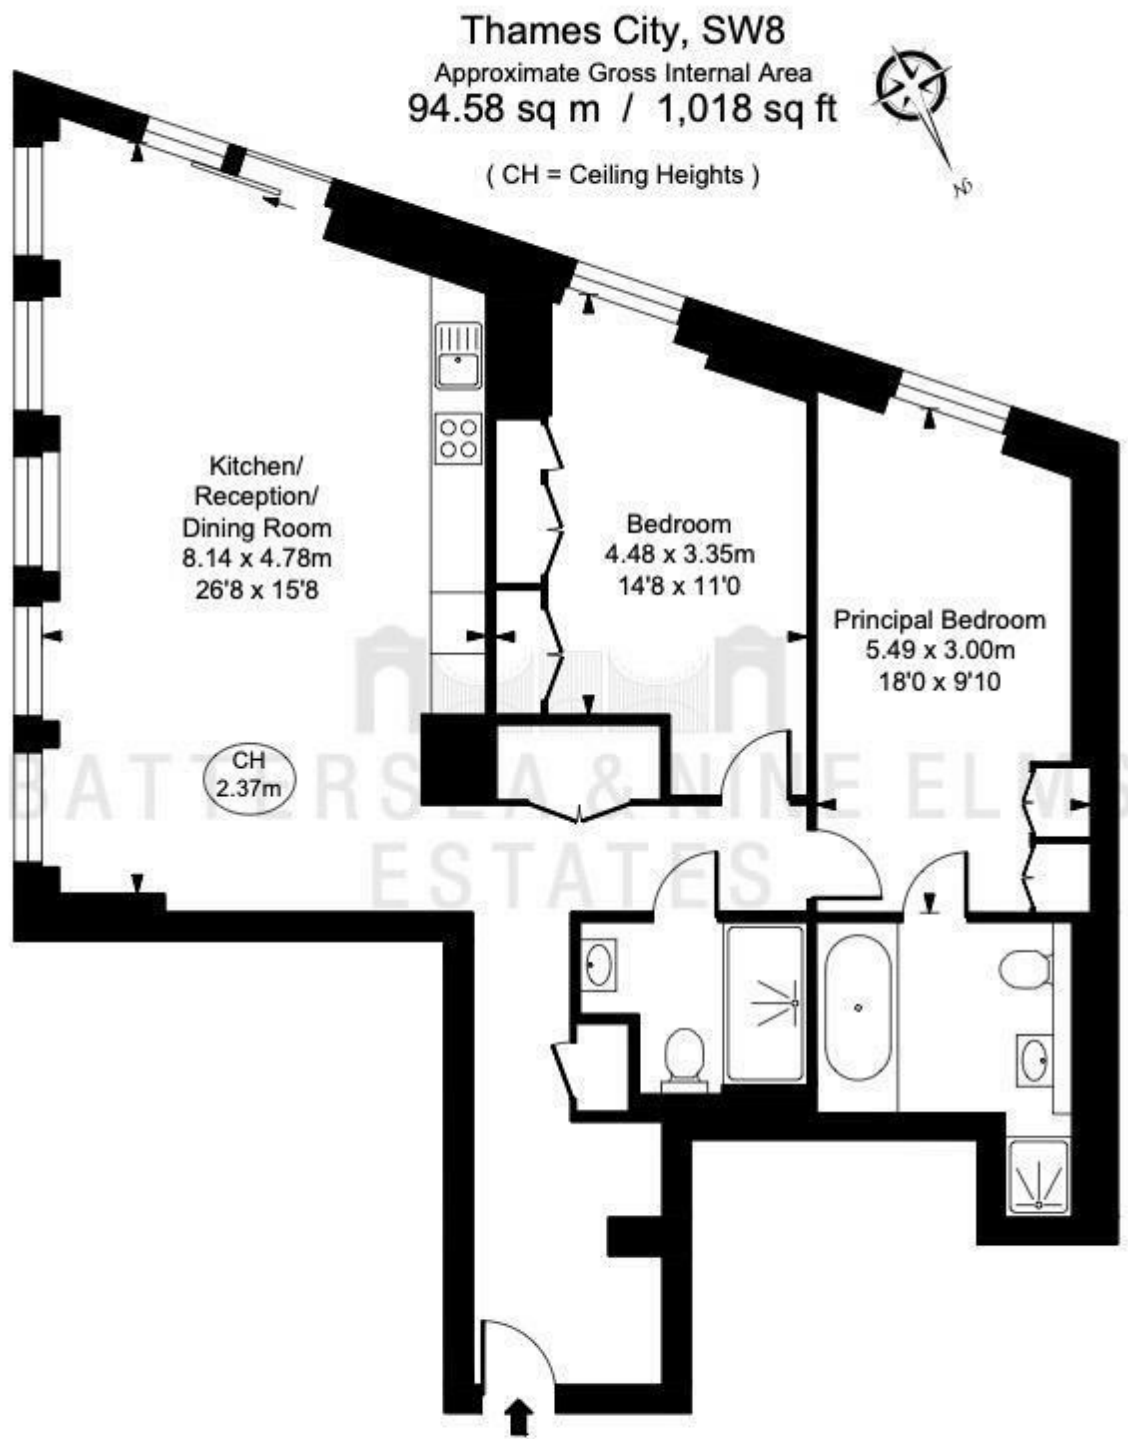 Thames City, SW8
Approximate Gross Internal Area
94.58 sq m / 1,018 sq ft
( CH = Ceiling Heights )
N
Kitchen/
Reception/
Dining Room
8.14 x 4.78m
26'8 x 15'8
Bedroom
4.48 x 3.35m
14'8 x 11'0
Principal Bedroom
5.49 x 3.00m
18'0 x 9'10
CH
2.37m
BATTERSEA & NINE ELMS
ESTATES